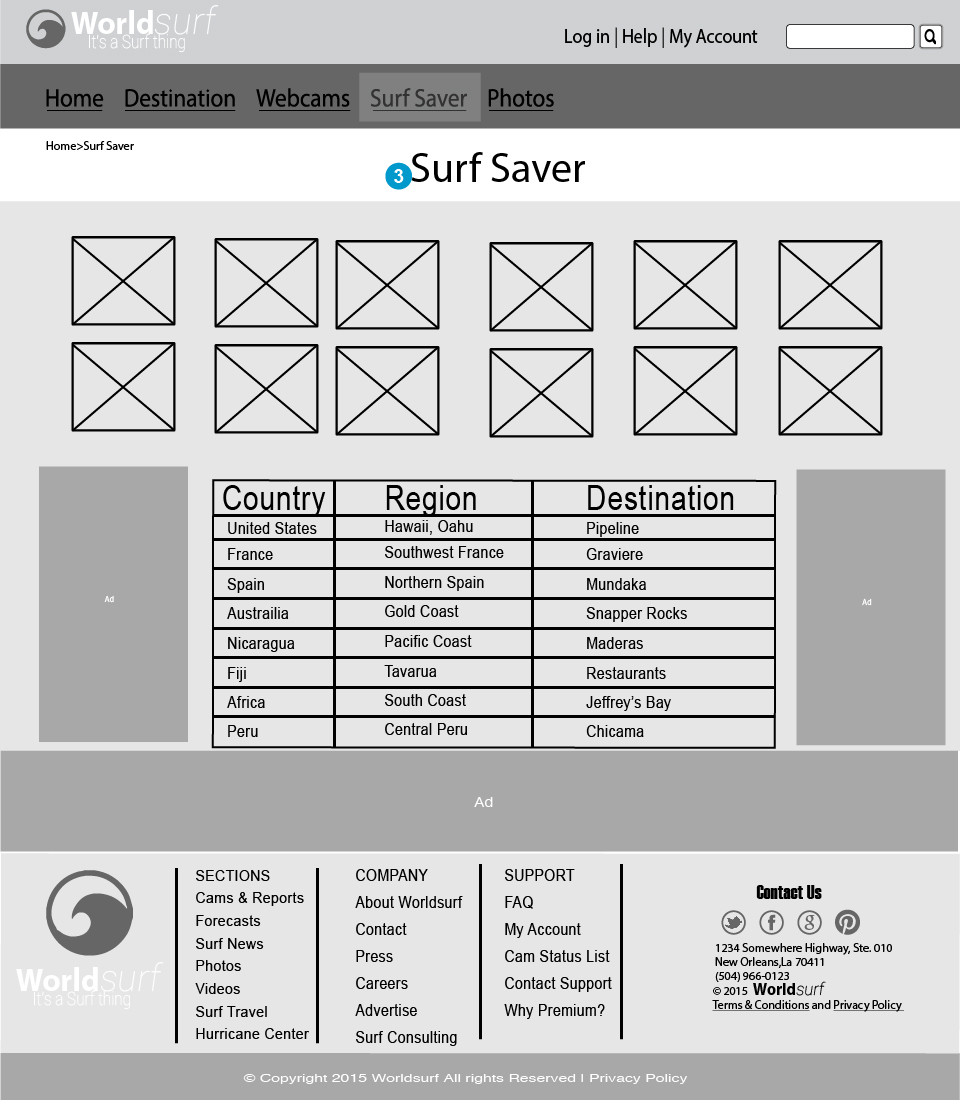 Worldsurf
It's a Surf thing
Log in | Help | My Account
Home Destination Webcams Surf Saver Photos
Home>Surf Saver
3 Surf Saver
Country Region Destination
United States Hawaii, Oahu Pipeline
France Southwest France Graviere
Spain Northern Spain Mundaka
Austrailia Gold Coast Snapper Rocks
Nicaragua Pacific Coast Maderas
Fiji Tavarua Restaurants
Africa South Coast Jeffrey’s Bay
Peru Central Peru Chicama
Ad
Ad
Ad
Worldsurf
It's a Surf thing
SECTIONS
Cams & Reports
Forecasts
Surf News
Photos
Videos
Surf Travel
Hurricane Center
COMPANY
About Worldsurf
Contact
Press
Careers
Advertise
Surf Consulting
SUPPORT
FAQ
My Account
Cam Status List
Contact Support
Why Premium?
Contact Us
1234 Somewhere Highway, Ste. 010
New Orleans,La 70411
(504) 966-0123
© 2015 Worldsurf
Terms & Conditions and Privacy Policy
© Copyright 2015 Worldsurf All rights Reserved | Privacy Policy